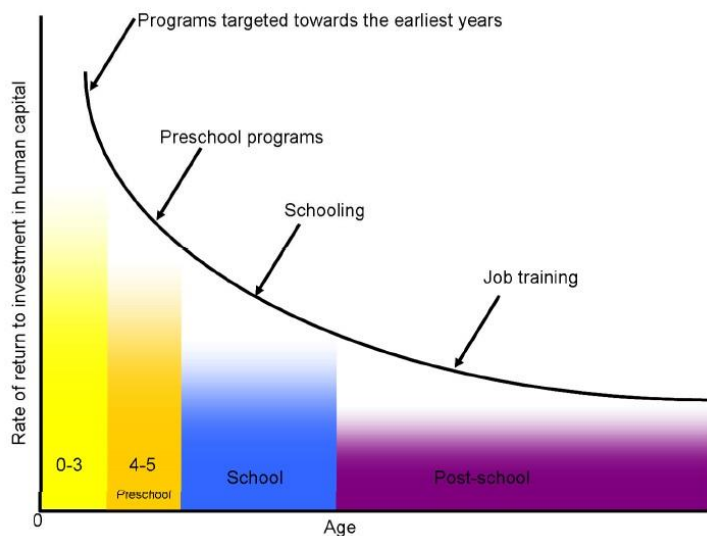 Programs targeted towards the earliest years
Preschool programs
Schooling
Job training
Rate of return to investment in human capital
0-3
4-5
Preschool
School
Post-school
0
Age